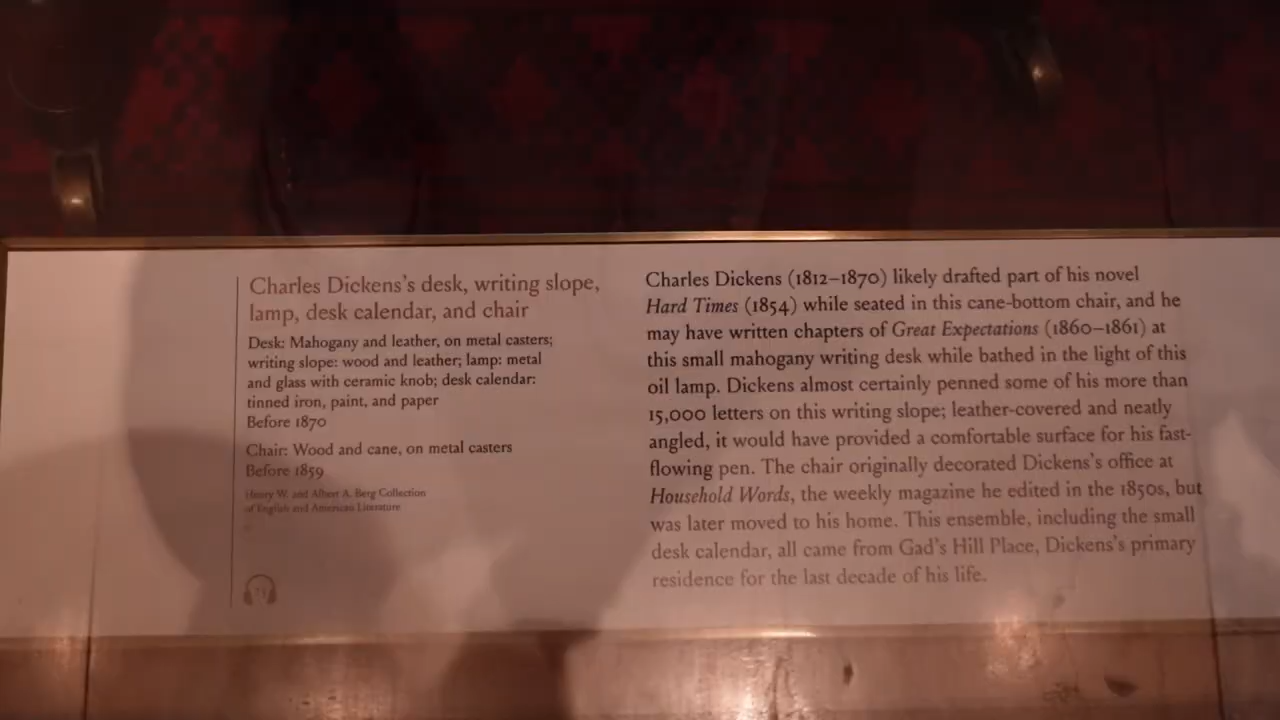 Charles Dickens's desk, writing slope,
lamp, desk calendar, and chair
Desk: Mahogany and leather, on metal casters;
writing slope: wood and leather; lamp: metal
and glass with ceramic knob; desk calendar:
tinned iron, paint, and paper
Before 1870
Chair: Wood and cane, on metal casters
Before 1859
Henry W. and Albert A. Berg Collection
of English and American Literature
Charles Dickens (1812–1870) likely drafted part of his novel
Hard Times (1854) while seated in this cane-bottom chair, and he
may have written chapters of Great Expectations (1860–1861) at
this small mahogany writing desk while bathed in the light of this
oil lamp. Dickens almost certainly penned some of his more than
15,000 letters on this writing slope; leather-covered and neatly
angled, it would have provided a comfortable surface for his fast-
flowing pen. The chair originally decorated Dickens's office at
Household Words, the weekly magazine he edited in the 1850s, but
was later moved to his home. This ensemble, including the small
desk calendar, all came from Gad's Hill Place, Dickens's primary
residence for the last decade of his life.